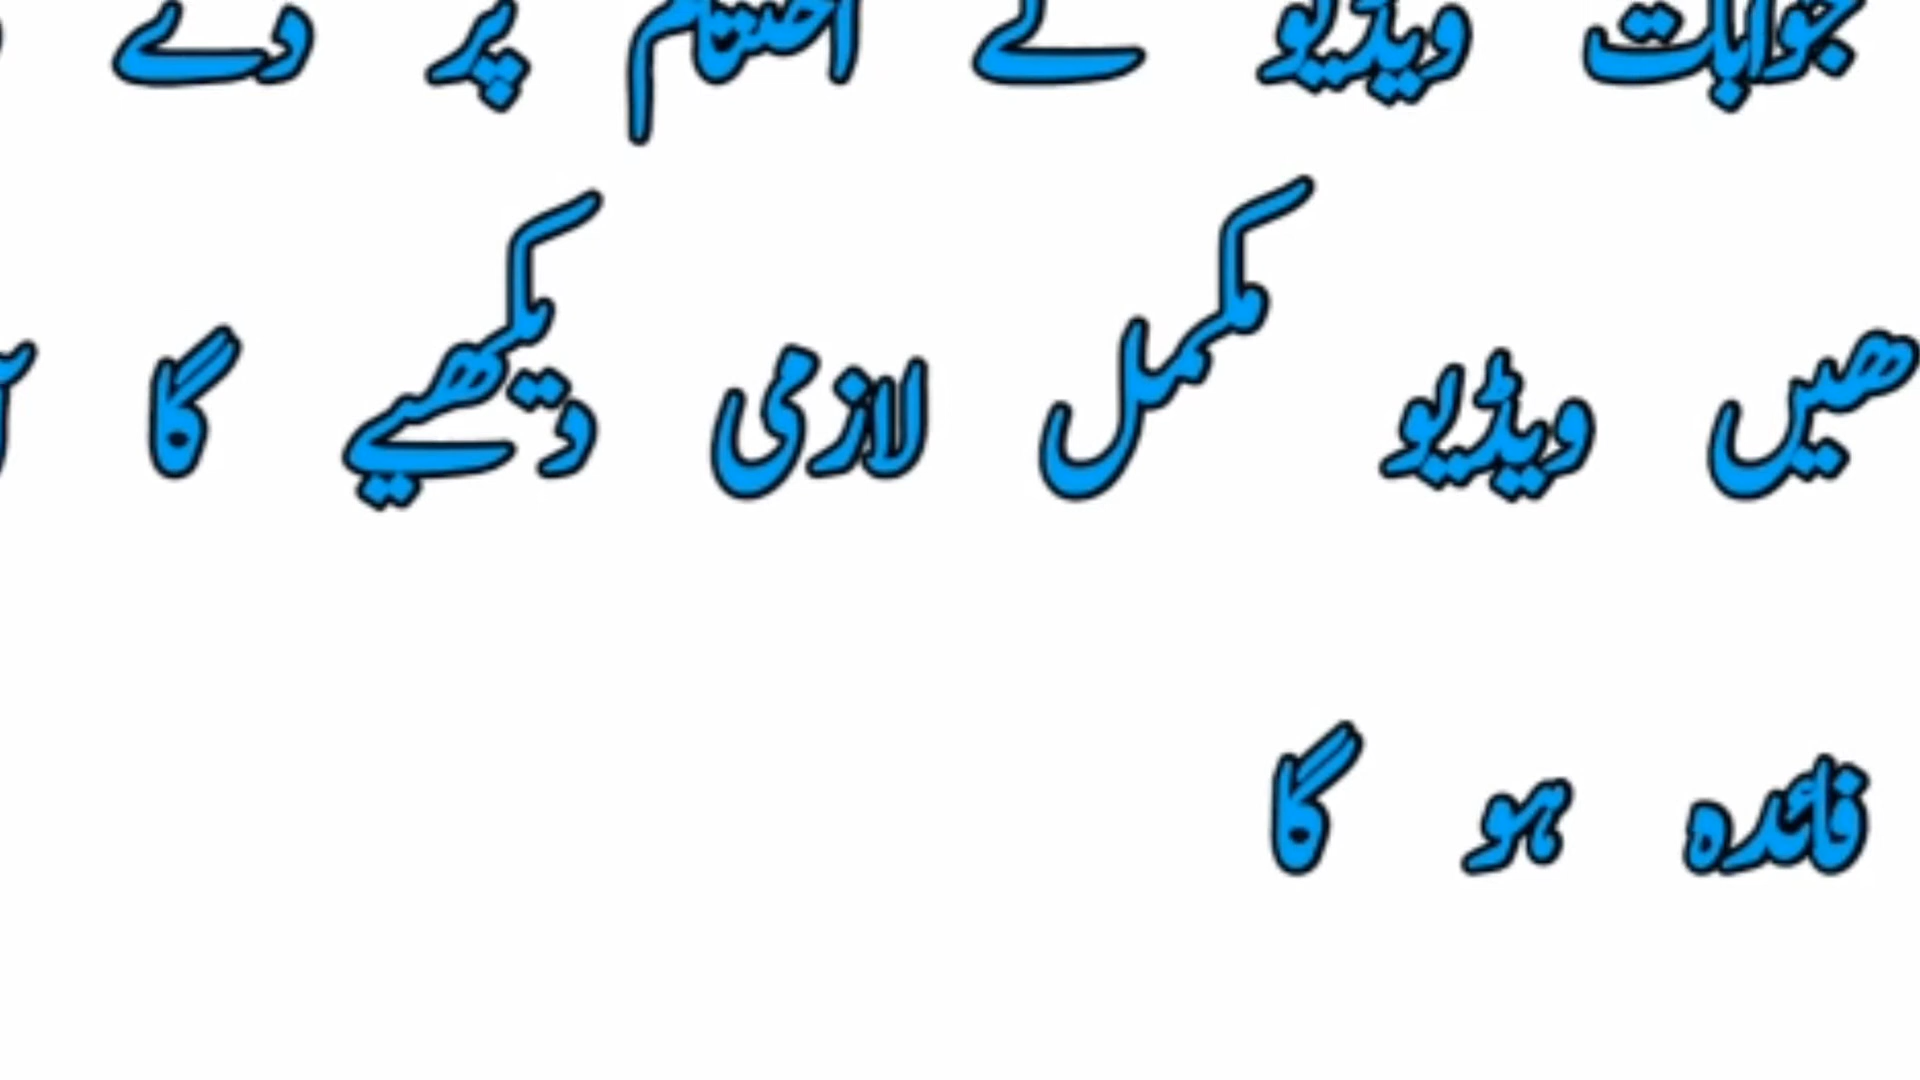 جوابات ویڈیو کے اختتام پر دے
ھیں ویڈیو مکمل لازمی دیکھیے گا
فائدہ ہو گا